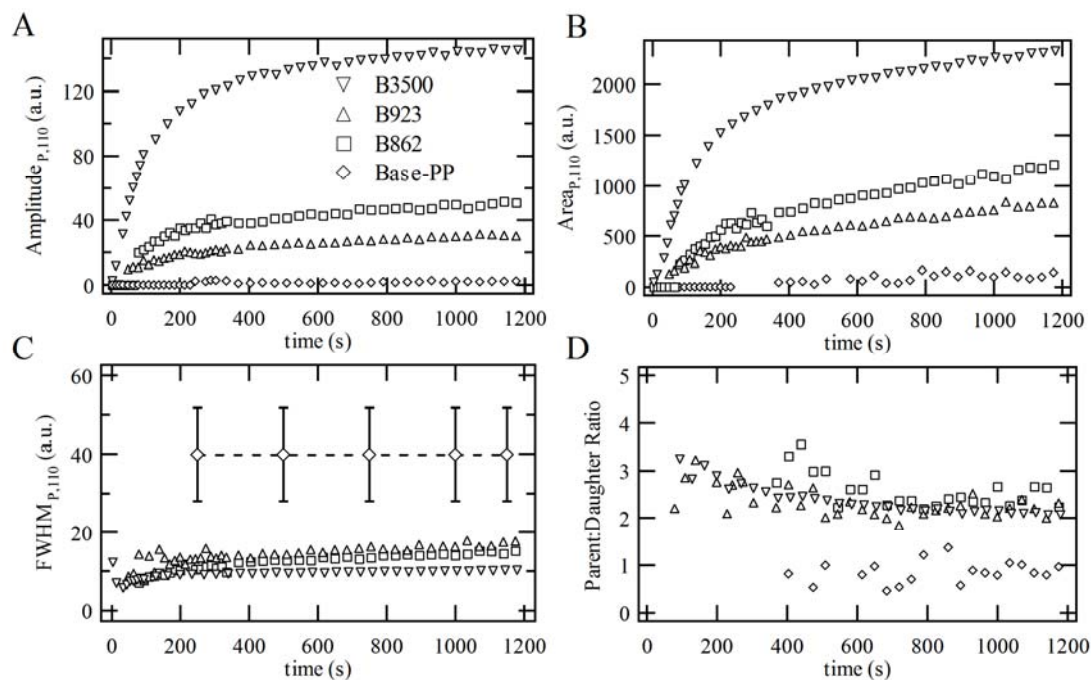 A
Amplitude P,110 (a.u.)
120
80
40
0
B3500
B923
B862
Base-PP
0 200 400 600 800 1000 1200
time (s)
B
Area P,110 (a.u.)
2000
1500
1000
500
0
0 200 400 600 800 1000 1200
time (s)
C
FWHM P,110 (a.u.)
60
40
20
10
0
0 200 400 600 800 1000 1200
time (s)
D
Parent:Daughter Ratio
5
4
3
2
1
0
0 200 400 600 800 1000 1200
time (s)